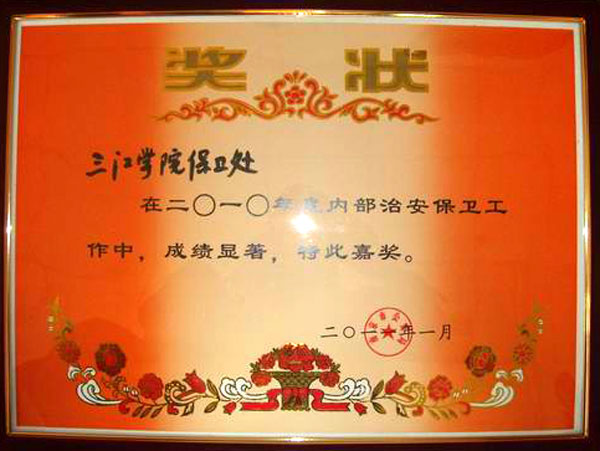 奖 状
三江学院保卫处
在二〇一〇年度内部治安保卫工
作中，成绩显著，特此嘉奖。
二〇一一年一月